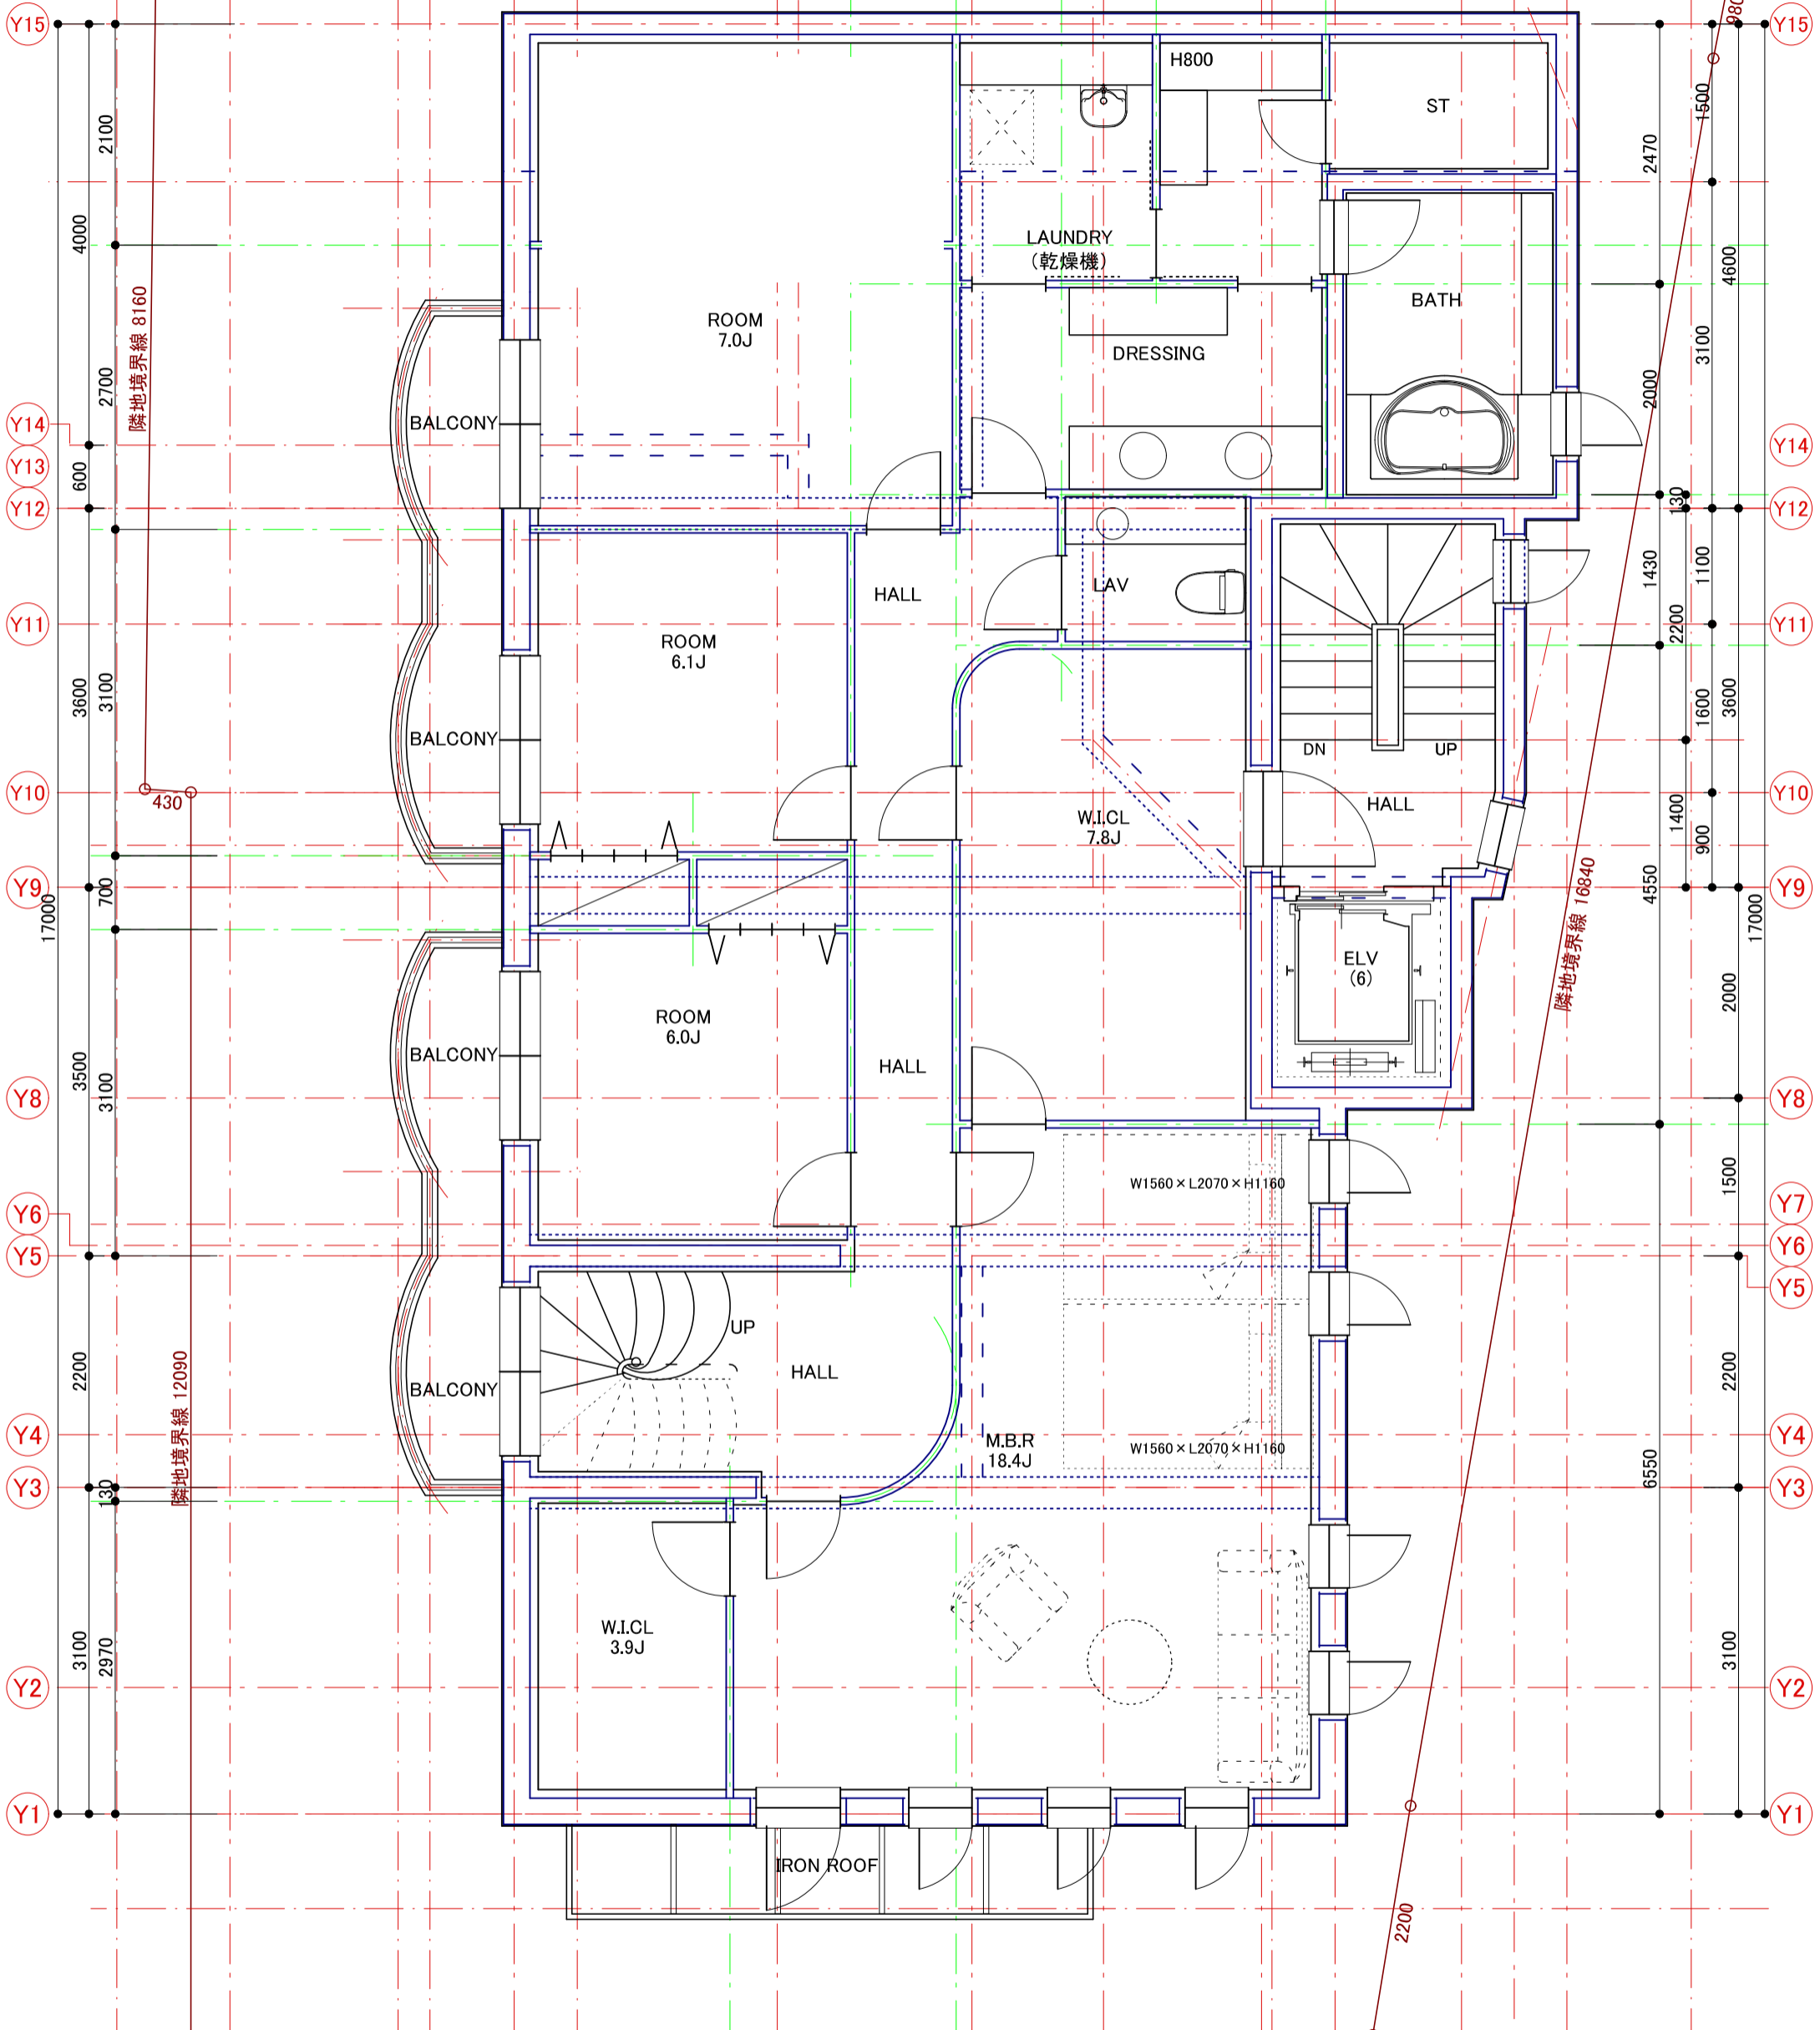 Y15
980
Y15
H800
ST
1500
2100
2470
LAUNDRY
(乾燥機)
4000
4600
BATH
ROOM
7.0J
隣地境界線 8160
DRESSING
3100
2700
2000
BALCONY
Y14
Y14
Y13
600
Y12
130
Y12
1430
1100
LAV
HALL
Y11
2200
Y11
ROOM
6.1J
3600
3100
1600
3600
BALCONY
DN
UP
Y10
430
HALL
Y10
W.I.CL
7.8J
1400
900
Y9
700
17000
4550
Y9
17000
隣地境界線 16840
ELV
(6)
ROOM
6.0J
2000
BALCONY
HALL
3500
3100
Y8
Y8
W1560×L2070×H1160
1500
Y7
Y6
Y6
Y5
Y5
UP
HALL
2200
2200
BALCONY
隣地境界線 12090
Y4
M.B.R
18.4J
W1560×L2070×H1160
Y4
6550
Y3
130
Y3
W.I.CL
3.9J
3100
2970
3100
Y2
Y2
Y1
Y1
IRON ROOF
2200